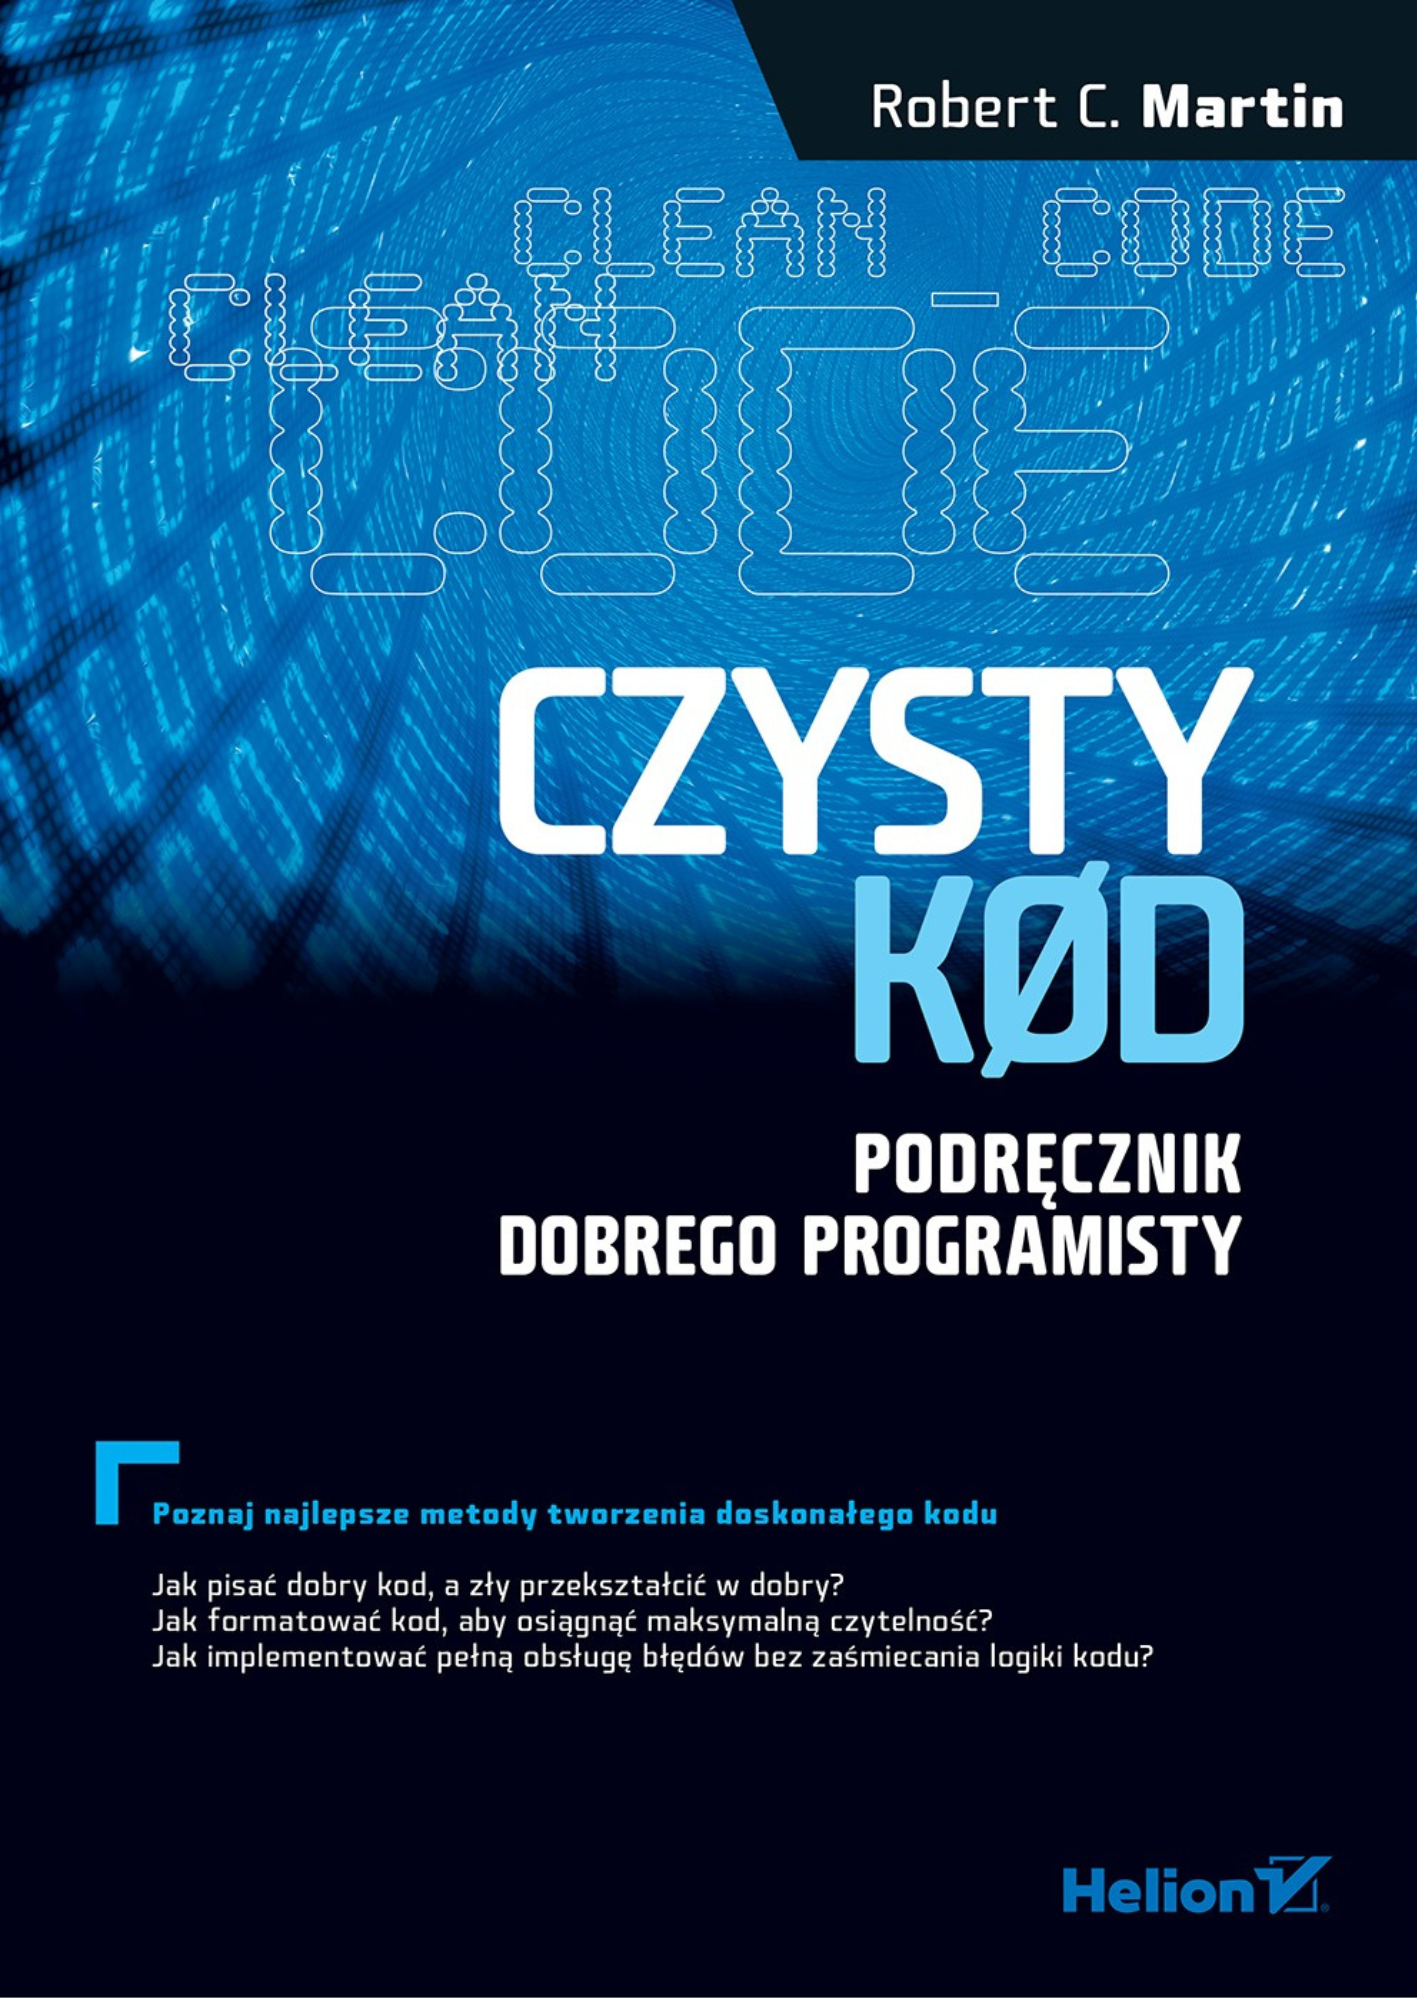 Robert C. Martin
CLEAN CODE
CLEAN
CODE
CZYSTY
KØD
PODRĘCZNIK
DOBREGO PROGRAMISTY
Poznaj najlepsze metody tworzenia doskonałego kodu
Jak pisać dobry kod, a zły przekształcić w dobry?
Jak formatować kod, aby osiągnąć maksymalną czytelność?
Jak implementować pełną obsługę błędów bez zaśmiecania logiki kodu?
Helion®